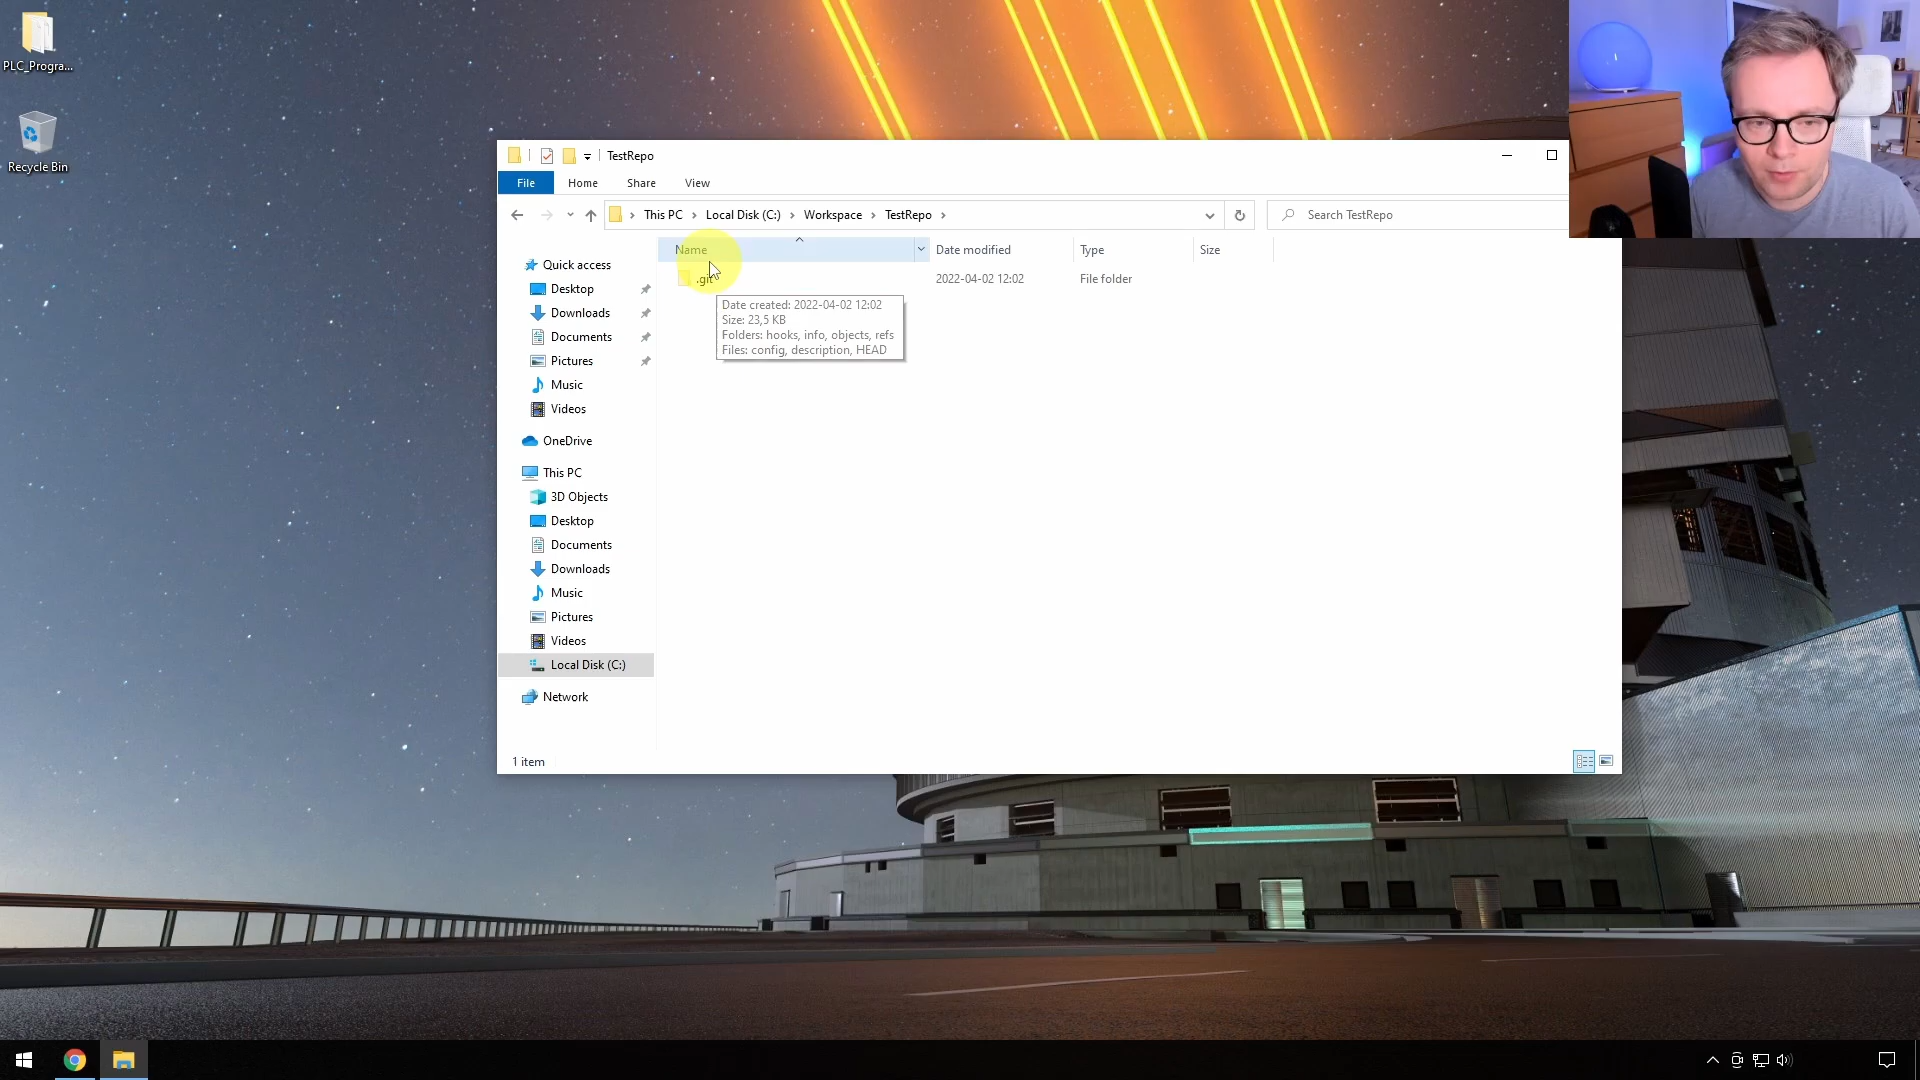 PLC_Progra...
Recycle Bin
TestRepo
File
Home
Share
View
This PC
Local Disk (C:)
Workspace
TestRepo
Search TestRepo
Name
Date modified
Type
Size
.git
2022-04-02 12:02
File folder
Date created: 2022-04-02 12:02
Size: 23,5 KB
Folders: hooks, info, objects, refs
Files: config, description, HEAD
Quick access
Desktop
Downloads
Documents
Pictures
Music
Videos
OneDrive
This PC
3D Objects
Desktop
Documents
Downloads
Music
Pictures
Videos
Local Disk (C:)
Network
1 item